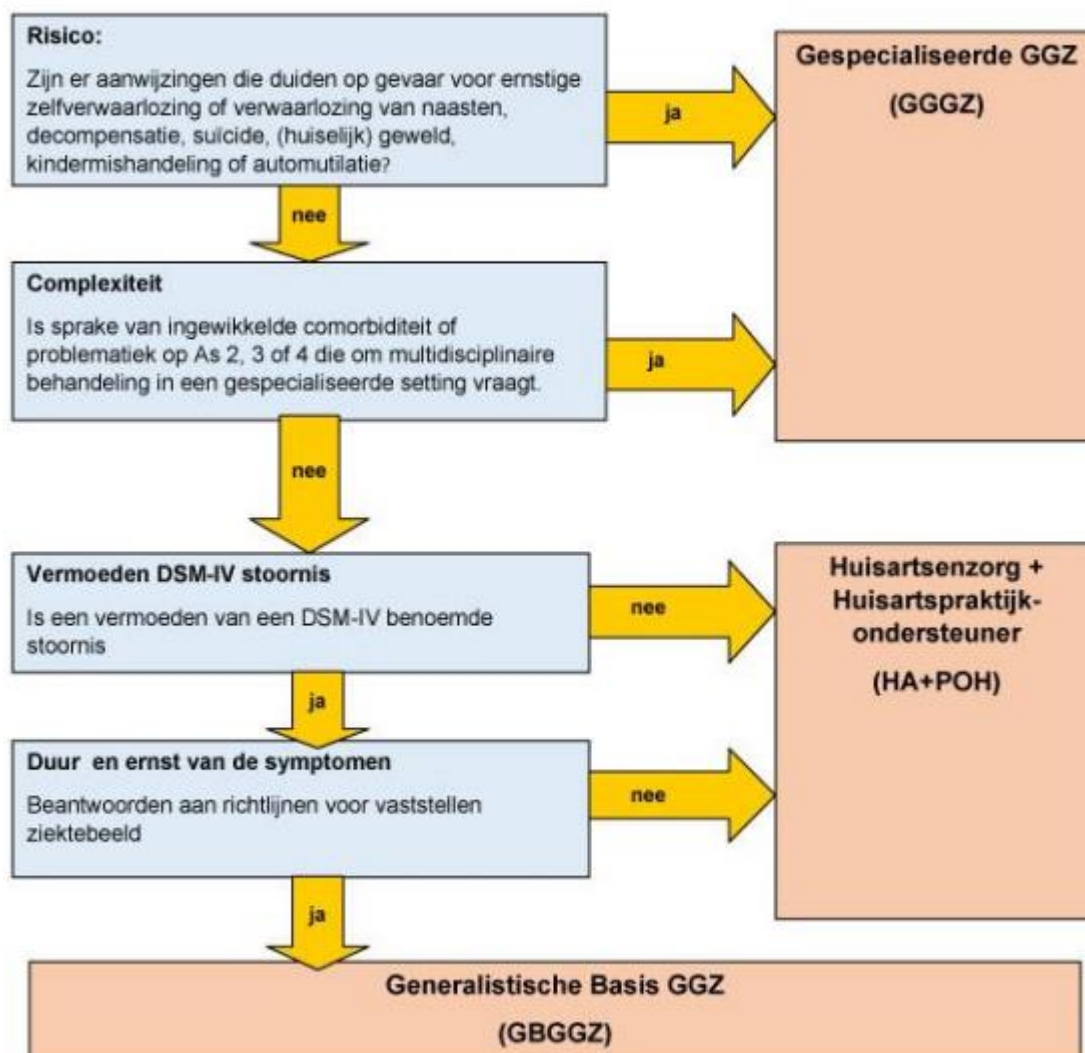 Risico:
Zijn er aanwijzingen die duiden op gevaar voor ernstige
zelfverwaarlozing of verwaarlozing van naasten,
decompensatie, suïcide, (huiselijk) geweld,
kindermishandeling of automutilatie?
ja
Gespecialiseerde GGZ
(GGGZ)
nee
Complexiteit
Is sprake van ingewikkelde comorbiditeit of
problematiek op As 2, 3 of 4 die om multidisciplinaire
behandeling in een gespecialiseerde setting vraagt.
ja
nee
Vermoeden DSM-IV stoornis
Is een vermoeden van een DSM-IV benoemde
stoornis
nee
Huisartsenzorg +
Huisartspraktijk-
ondersteuner
(HA+POH)
ja
Duur en ernst van de symptomen
Beantwoorden aan richtlijnen voor vaststellen
ziektebeeld
nee
ja
Generalistische Basis GGZ
(GBGGZ)